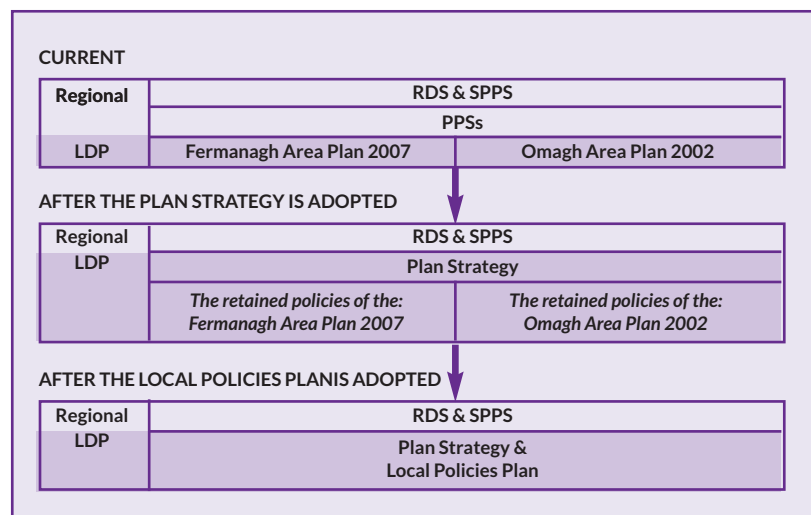 CURRENT
Regional
RDS & SPPS
PPSs
LDP
Fermanagh Area Plan 2007
Omagh Area Plan 2002
AFTER THE PLAN STRATEGY IS ADOPTED
Regional
RDS & SPPS
LDP
Plan Strategy
The retained policies of the:
Fermanagh Area Plan 2007
The retained policies of the:
Omagh Area Plan 2002
AFTER THE LOCAL POLICIES PLANIS ADOPTED
Regional
RDS & SPPS
LDP
Plan Strategy &
Local Policies Plan